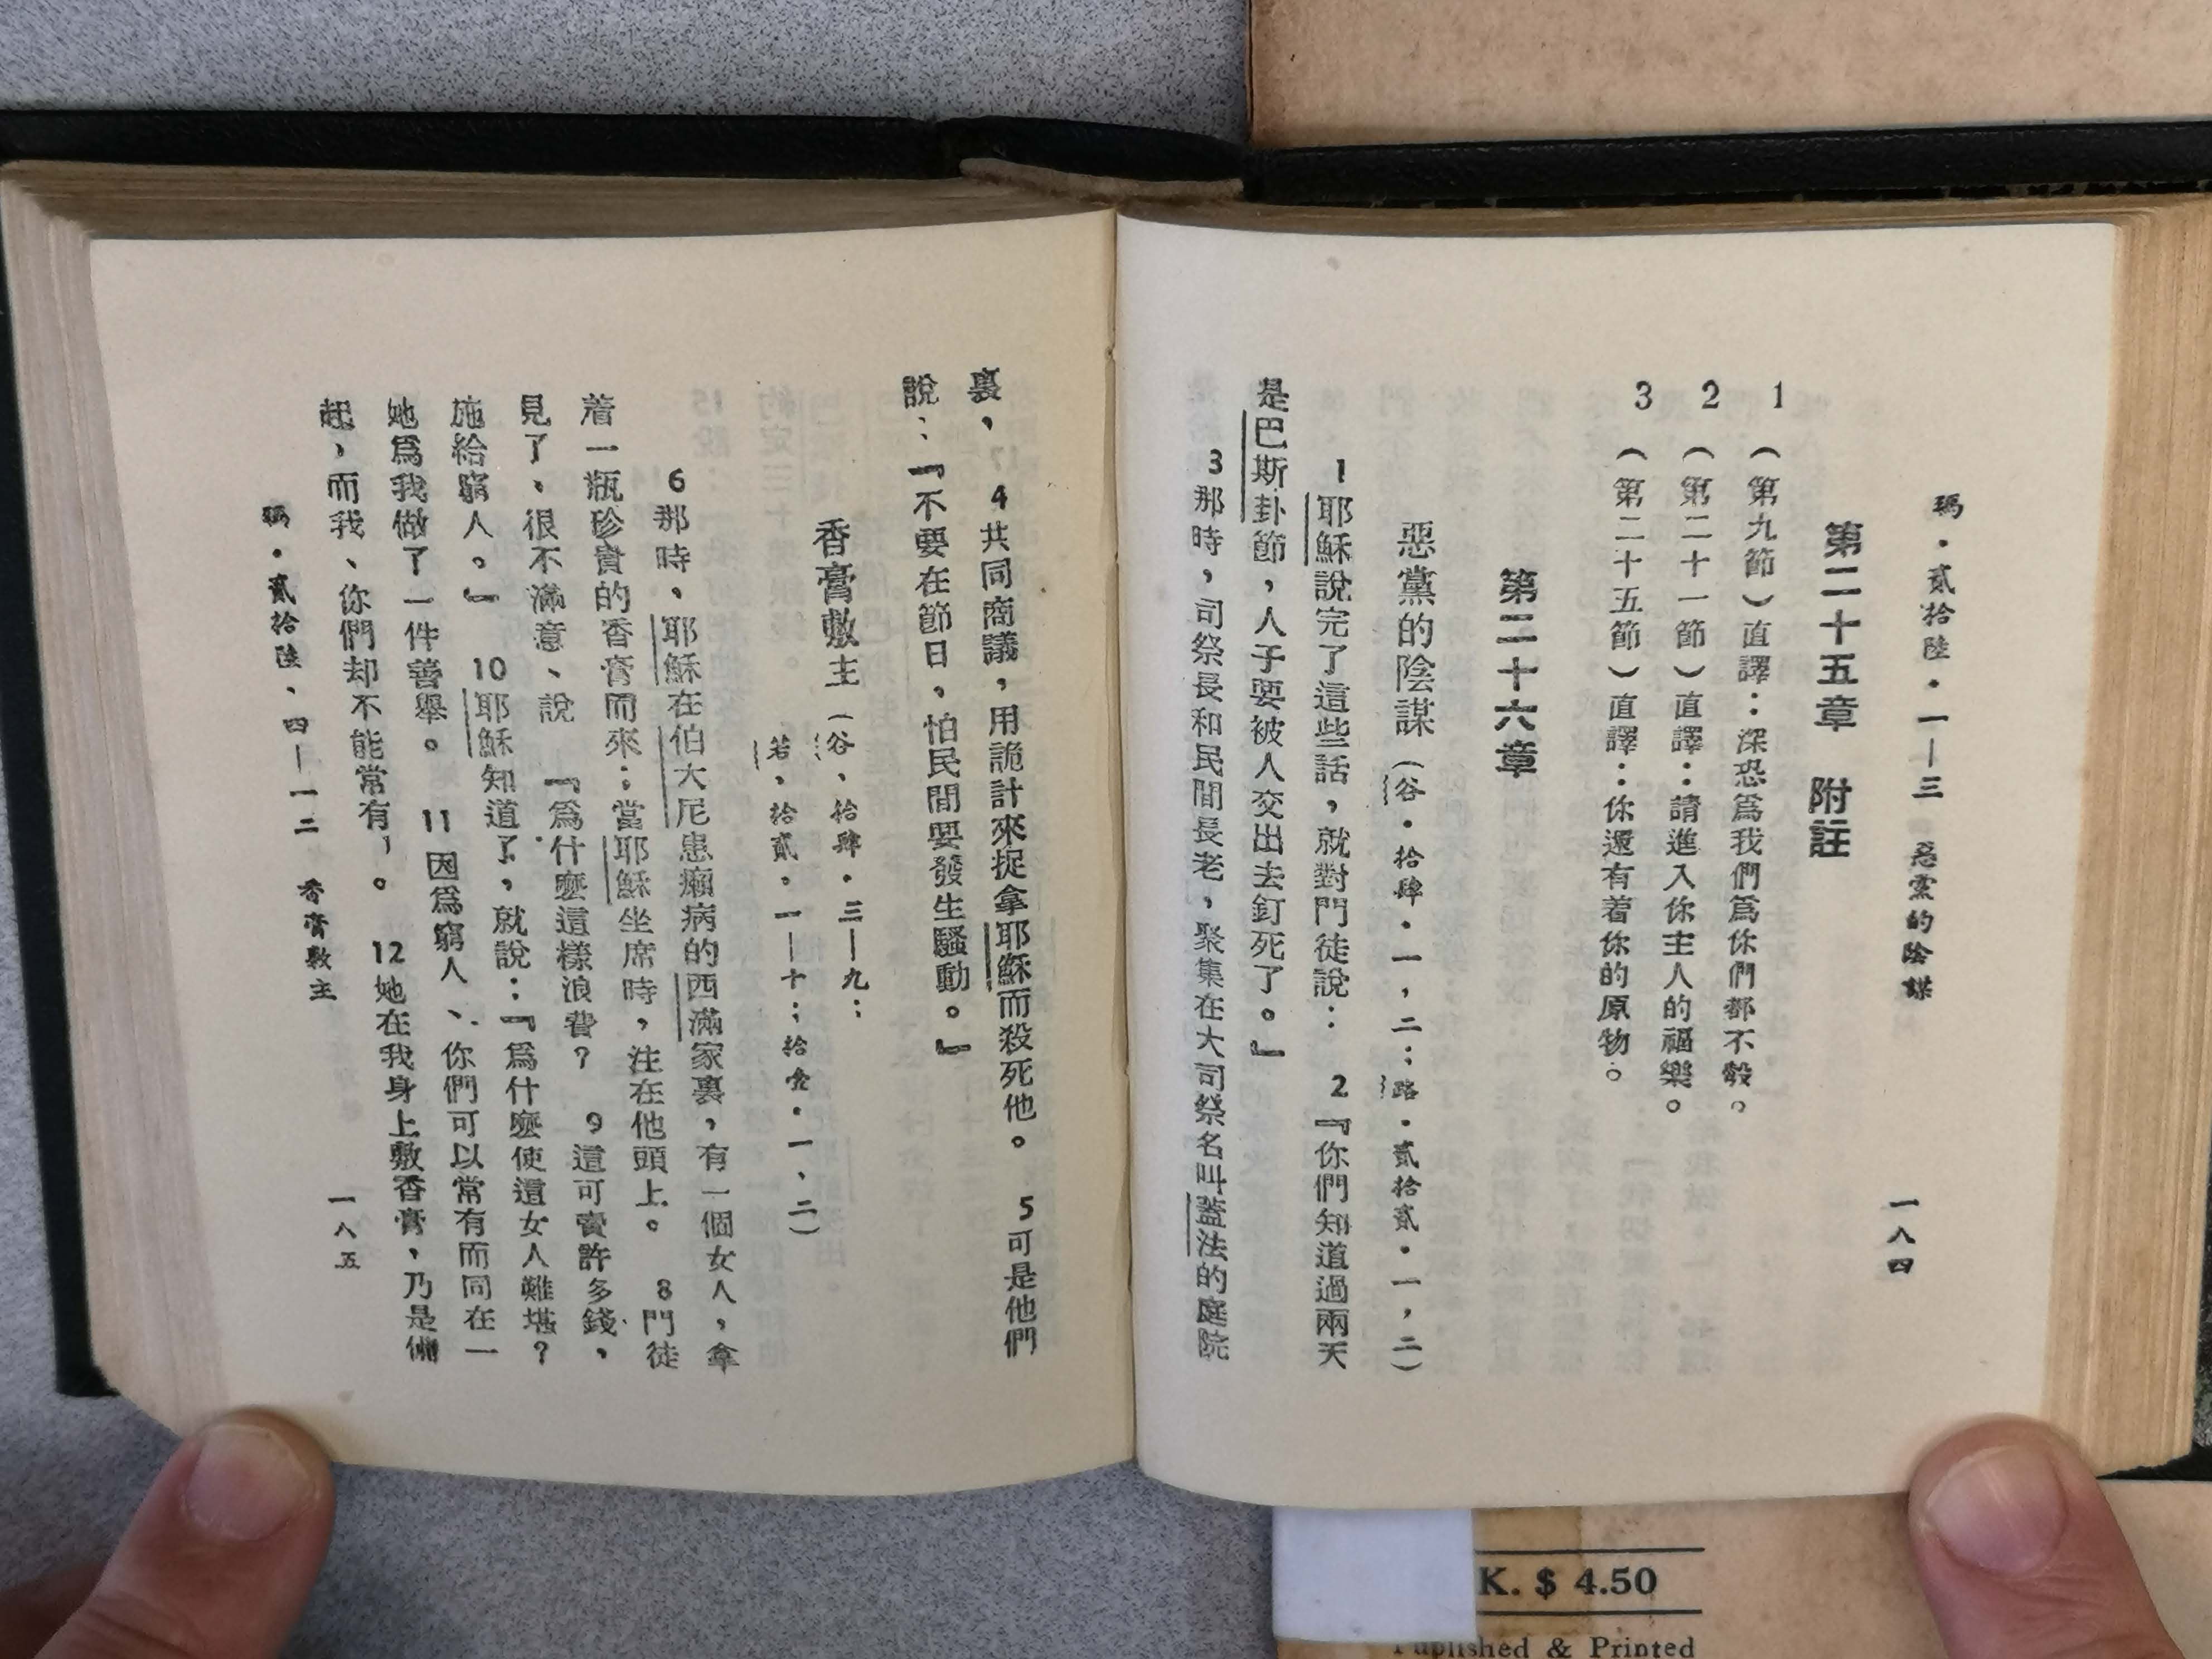 瑪・貳拾陸・一—三 惡黨的陰謀 一八四
第二十五章 附註
1 （第九節）直譯：深恐爲我們爲你們都不彀。
2 （第二十一節）直譯：請進入你主人的福樂。
3 （第二十五節）直譯：你還有着你的原物。
第二十六章
惡黨的陰謀（谷・拾肆・一，二；路・貳拾貳・一，二）
1耶穌說完了這些話，就對門徒說： 2『你們知道過兩天
是巴斯卦節，人子要被人交出去釘死了。』
3那時，司祭長和民間長老，聚集在大司祭名叫蓋法的庭院
裏， 4共同商議，用詭計來捉拿耶穌而殺死他。 5可是他們
說：『不要在節日，怕民間要發生騷動。』
香膏敷主（谷、拾肆・三—九；
若，拾貳・一—十；拾壹・一、二）
6那時，耶穌在伯大尼患癩病的西滿家裏，有一個女人，拿
着一瓶珍貴的香膏而來；當耶穌坐席時，注在他頭上。 8門徒
見了、很不滿意、說『爲什麼這樣浪費？ 9這可賣許多錢，
施給窮人。』 10耶穌知道了，就說：『爲什麼使這女人難堪？
她爲我做了一件善舉。 11因爲窮人、你們可以常有而同在一
起，而我、你們却不能常有，。 12她在我身上敷香膏，乃是備
瑪・貳拾陸、四—一二 香膏敷主 一八五
K. $ 4.50
Published & Printed